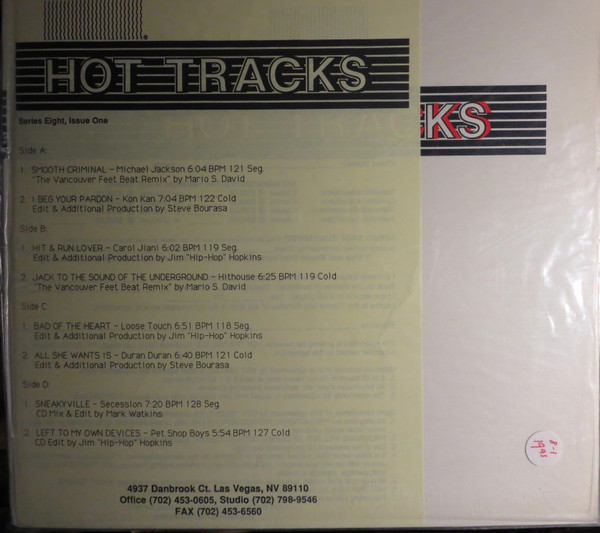 HOT TRACKS
CKS
Series Eight, Issue One
Side A:
1. SMOOTH CRIMINAL - Michael Jackson 6:04 BPM 121 Seg.
"The Vancouver Feet Beat Remix" by Mario S. David
2. I BEG YOUR PARDON - Kon Kan 7:04 BPM 122 Cold
Edit & Additional Production by Steve Bourasa
Side B:
1. HIT & RUN LOVER - Carol Jiani 6:02 BPM 119 Seg.
Edit & Additional Production by Jim "Hip-Hop" Hopkins
2. JACK TO THE SOUND OF THE UNDERGROUND - Hithouse 6:25 BPM 119 Cold
"The Vancouver Feet Beat Remix" by Mario S. David
Side C:
1. BAD OF THE HEART - Loose Touch 6:51 BPM 118 Seg.
Edit & Additional Production by Jim "Hip-Hop" Hopkins
2. ALL SHE WANTS IS - Duran Duran 6:40 BPM 121 Cold
Edit & Additional Production by Steve Bourasa
Side D:
1. SNEAKYVILLE - Secession 7:20 BPM 128 Seg.
CD Mix & Edit by Mark Watkins
2. LEFT TO MY OWN DEVICES - Pet Shop Boys 5:54 BPM 127 Cold
CD Edit by Jim "Hip-Hop" Hopkins
8-1
4937 Danbrook Ct. Las Vegas, NV 89110
Office (702) 453-0605, Studio (702) 798-9546
FAX (702) 453-6560